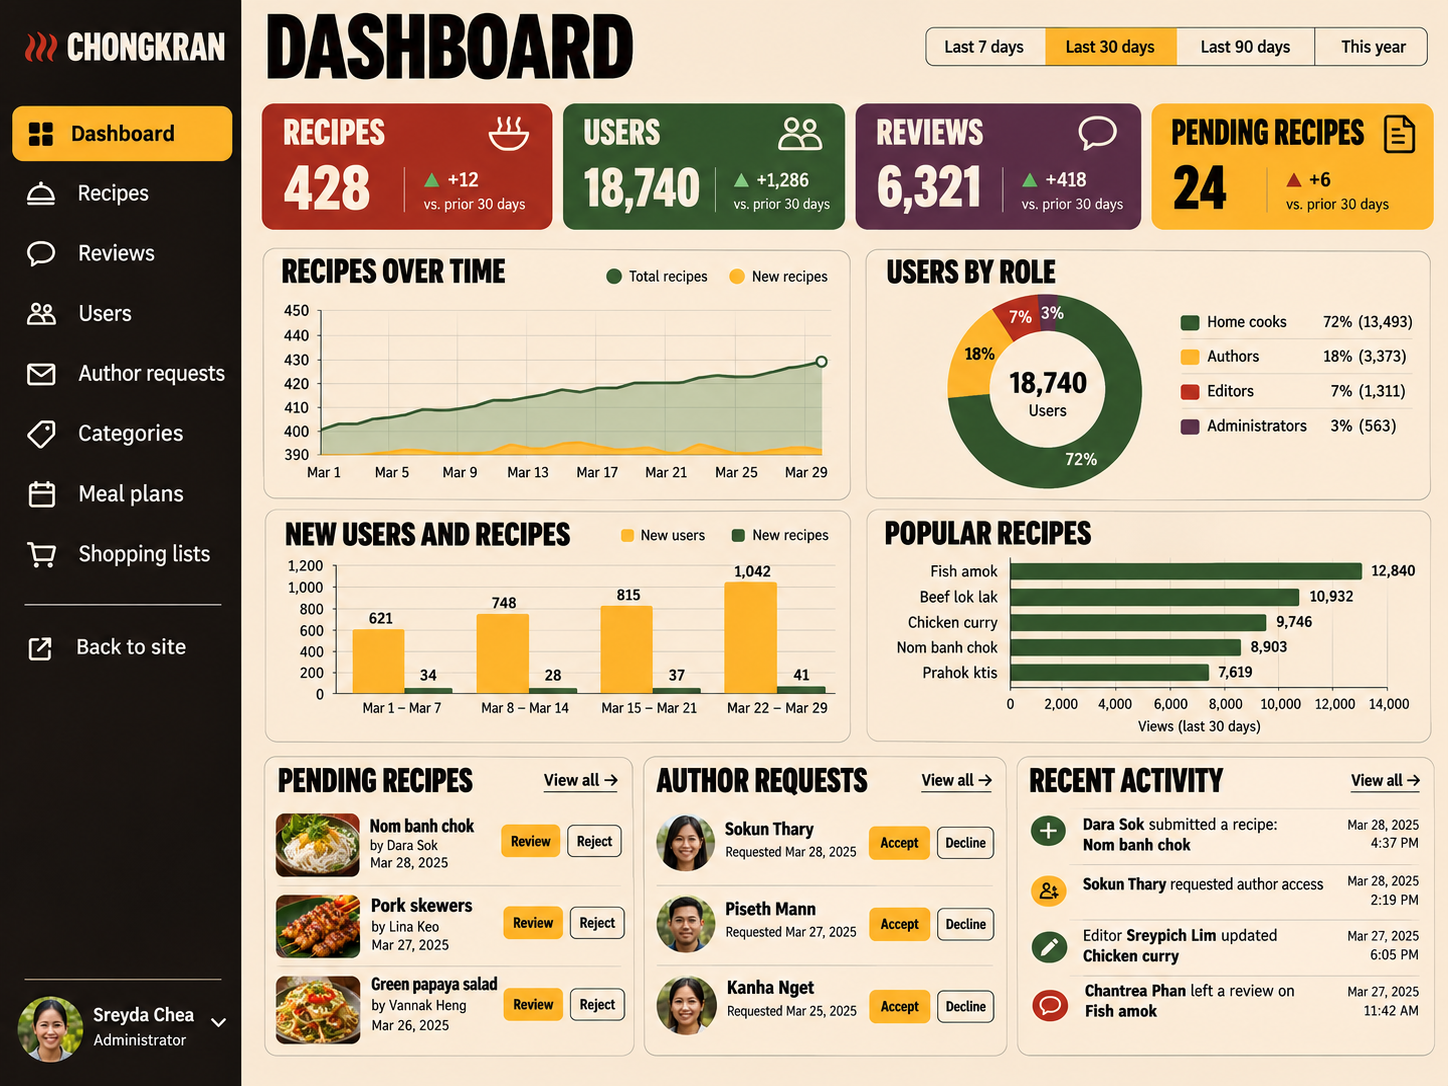 CHONGKRAN
Dashboard
Recipes
Reviews
Users
Author requests
Categories
Meal plans
Shopping lists
Back to site
Sreyda Chea
Administrator
DASHBOARD
Last 7 days
Last 30 days
Last 90 days
This year
RECIPES
428
+12
vs. prior 30 days
USERS
18,740
+1,286
vs. prior 30 days
REVIEWS
6,321
+418
vs. prior 30 days
PENDING RECIPES
24
+6
vs. prior 30 days
RECIPES OVER TIME
Total recipes
New recipes
450
440
430
420
410
400
390
Mar 1
Mar 5
Mar 9
Mar 13
Mar 17
Mar 21
Mar 25
Mar 29
USERS BY ROLE
7%
3%
18%
72%
18,740
Users
Home cooks 72% (13,493)
Authors 18% (3,373)
Editors 7% (1,311)
Administrators 3% (563)
NEW USERS AND RECIPES
New users
New recipes
1,200
1,000
800
600
400
200
0
621
34
748
28
815
37
1,042
41
Mar 1 – Mar 7
Mar 8 – Mar 14
Mar 15 – Mar 21
Mar 22 – Mar 29
POPULAR RECIPES
Fish amok 12,840
Beef lok lak 10,932
Chicken curry 9,746
Nom banh chok 8,903
Prahok ktis 7,619
0
2,000
4,000
6,000
8,000
10,000
12,000
14,000
Views (last 30 days)
PENDING RECIPES
View all →
Nom banh chok
by Dara Sok
Mar 28, 2025
Review
Reject
Pork skewers
by Lina Keo
Mar 27, 2025
Review
Reject
Green papaya salad
by Vannak Heng
Mar 26, 2025
Review
Reject
AUTHOR REQUESTS
View all →
Sokun Thary
Requested Mar 28, 2025
Accept
Decline
Piseth Mann
Requested Mar 27, 2025
Accept
Decline
Kanha Nget
Requested Mar 25, 2025
Accept
Decline
RECENT ACTIVITY
View all →
Dara Sok submitted a recipe:
Nom banh chok
Mar 28, 2025
4:37 PM
Sokun Thary requested author access
Mar 28, 2025
2:19 PM
Editor Sreypich Lim updated
Chicken curry
Mar 27, 2025
6:05 PM
Chantrea Phan left a review on
Fish amok
Mar 27, 2025
11:42 AM